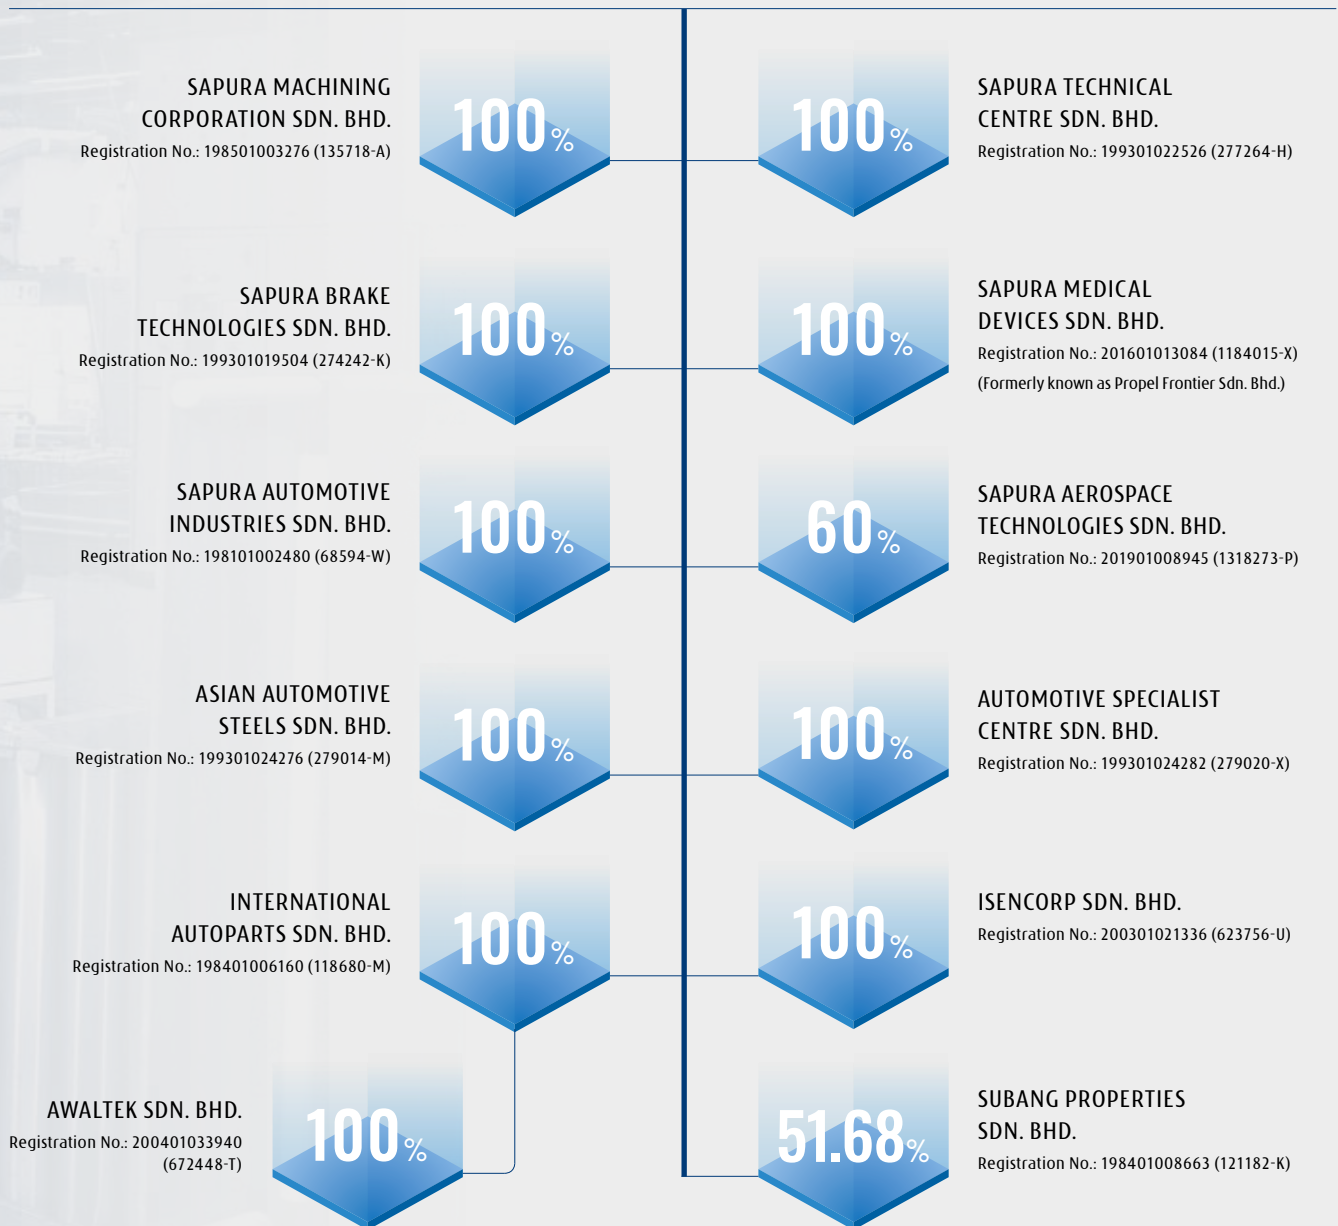 SAPURA MACHINING
CORPORATION SDN. BHD.
Registration No.: 198501003276 (135718-A)
100%
100%
SAPURA TECHNICAL
CENTRE SDN. BHD.
Registration No.: 199301022526 (277264-H)
SAPURA BRAKE
TECHNOLOGIES SDN. BHD.
Registration No.: 199301019504 (274242-K)
100%
100%
SAPURA MEDICAL
DEVICES SDN. BHD.
Registration No.: 201601013084 (1184015-X)
(Formerly known as Propel Frontier Sdn. Bhd.)
SAPURA AUTOMOTIVE
INDUSTRIES SDN. BHD.
Registration No.: 198101002480 (68594-W)
100%
60%
SAPURA AEROSPACE
TECHNOLOGIES SDN. BHD.
Registration No.: 201901008945 (1318273-P)
ASIAN AUTOMOTIVE
STEELS SDN. BHD.
Registration No.: 199301024276 (279014-M)
100%
100%
AUTOMOTIVE SPECIALIST
CENTRE SDN. BHD.
Registration No.: 199301024282 (279020-X)
INTERNATIONAL
AUTOPARTS SDN. BHD.
Registration No.: 198401006160 (118680-M)
100%
100%
ISENCORP SDN. BHD.
Registration No.: 200301021336 (623756-U)
AWALTEK SDN. BHD.
Registration No.: 200401033940
(672448-T)
100%
51.68%
SUBANG PROPERTIES
SDN. BHD.
Registration No.: 198401008663 (121182-K)